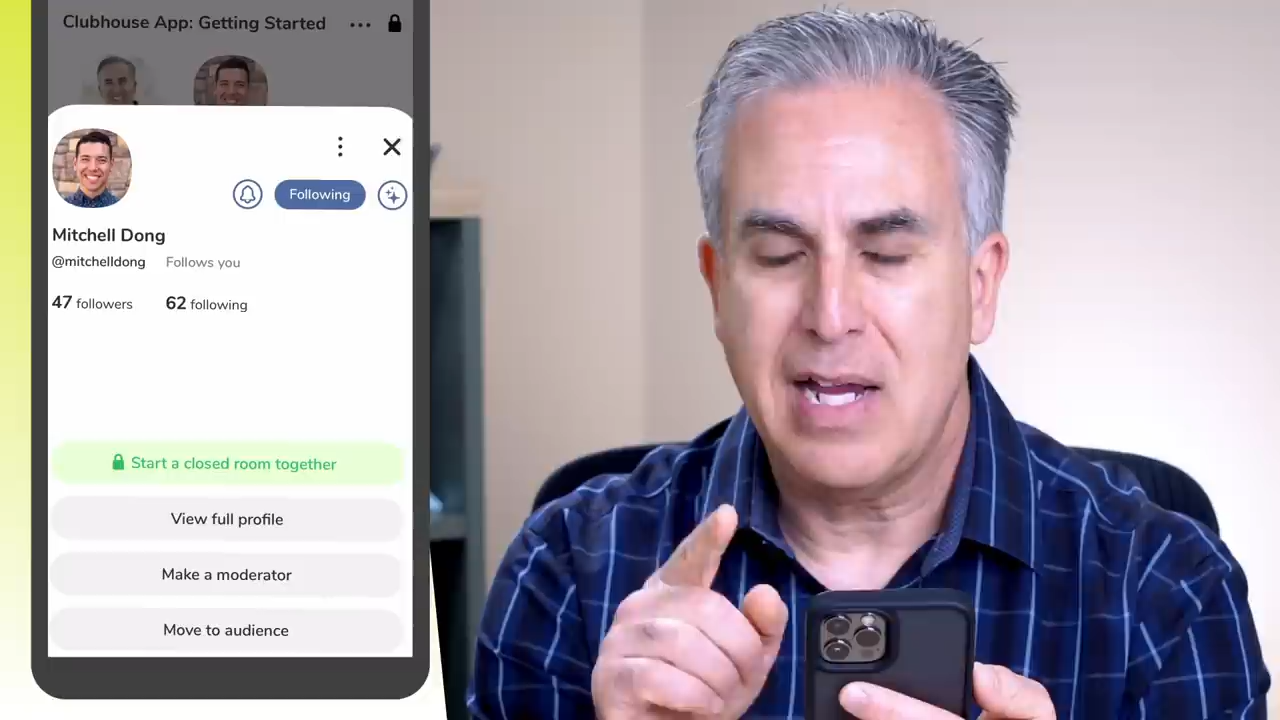 Clubhouse App: Getting Started
Following
Mitchell Dong
@mitchelldong Follows you
47 followers 62 following
Start a closed room together
View full profile
Make a moderator
Move to audience